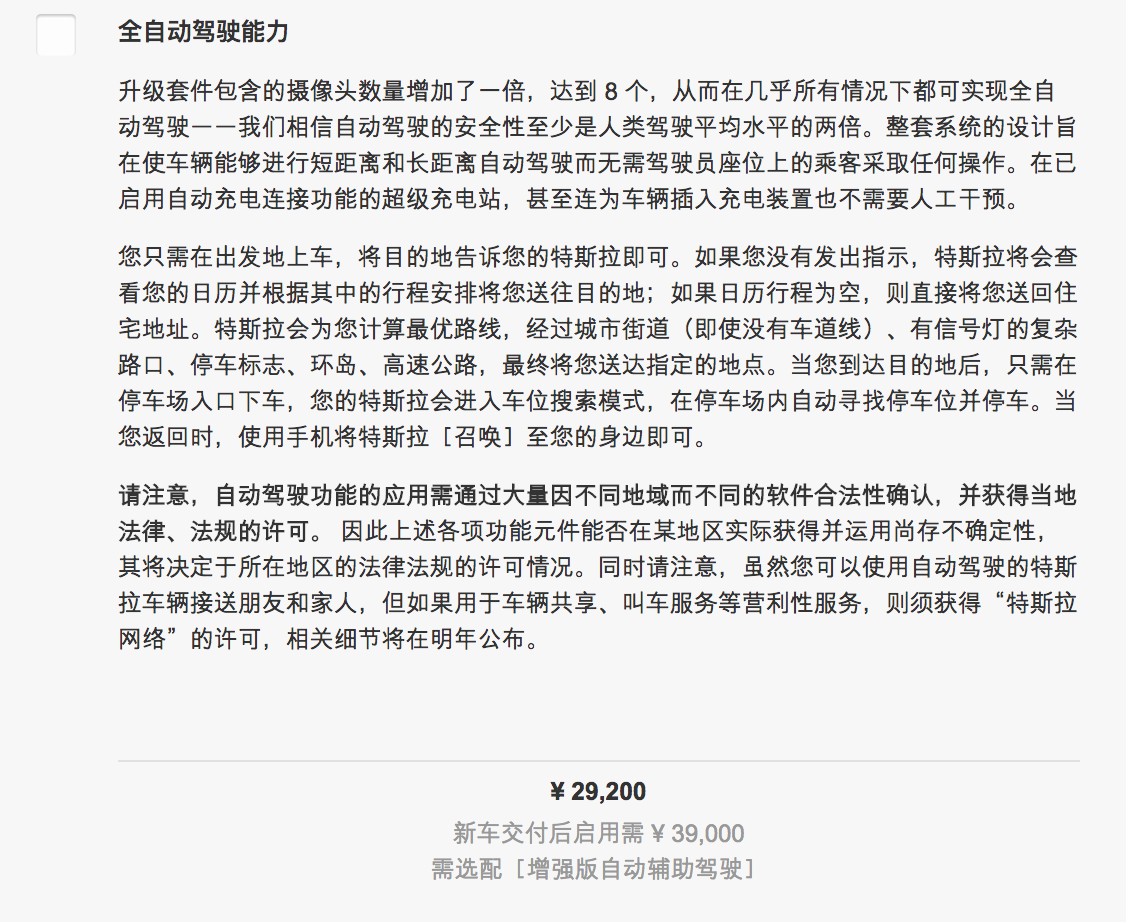 全自动驾驶能力
升级套件包含的摄像头数量增加了一倍，达到 8 个，从而在几乎所有情况下都可实现全自
动驾驶——我们相信自动驾驶的安全性至少是人类驾驶平均水平的两倍。整套系统的设计旨
在使车辆能够进行短距离和长距离自动驾驶而无需驾驶员座位上的乘客采取任何操作。在已
启用自动充电连接功能的超级充电站，甚至连为车辆插入充电装置也不需要人工干预。
您只需在出发地上车，将目的地告诉您的特斯拉即可。如果您没有发出指示，特斯拉将会查
看您的日历并根据其中的行程安排将您送往目的地；如果日历行程为空，则直接将您送回住
宅地址。特斯拉会为您计算最优路线，经过城市街道（即使没有车道线）、有信号灯的复杂
路口、停车标志、环岛、高速公路，最终将您送达指定的地点。当您到达目的地后，只需在
停车场入口下车，您的特斯拉会进入车位搜索模式，在停车场内自动寻找停车位并停车。当
您返回时，使用手机将特斯拉［召唤］至您的身边即可。
请注意，自动驾驶功能的应用需通过大量因不同地域而不同的软件合法性确认，并获得当地
法律、法规的许可。 因此上述各项功能元件能否在某地区实际获得并运用尚存不确定性，
其将决定于所在地区的法律法规的许可情况。同时请注意，虽然您可以使用自动驾驶的特斯
拉车辆接送朋友和家人，但如果用于车辆共享、叫车服务等营利性服务，则须获得“特斯拉
网络”的许可，相关细节将在明年公布。
¥ 29,200
新车交付后启用需 ¥ 39,000
需选配［增强版自动辅助驾驶］